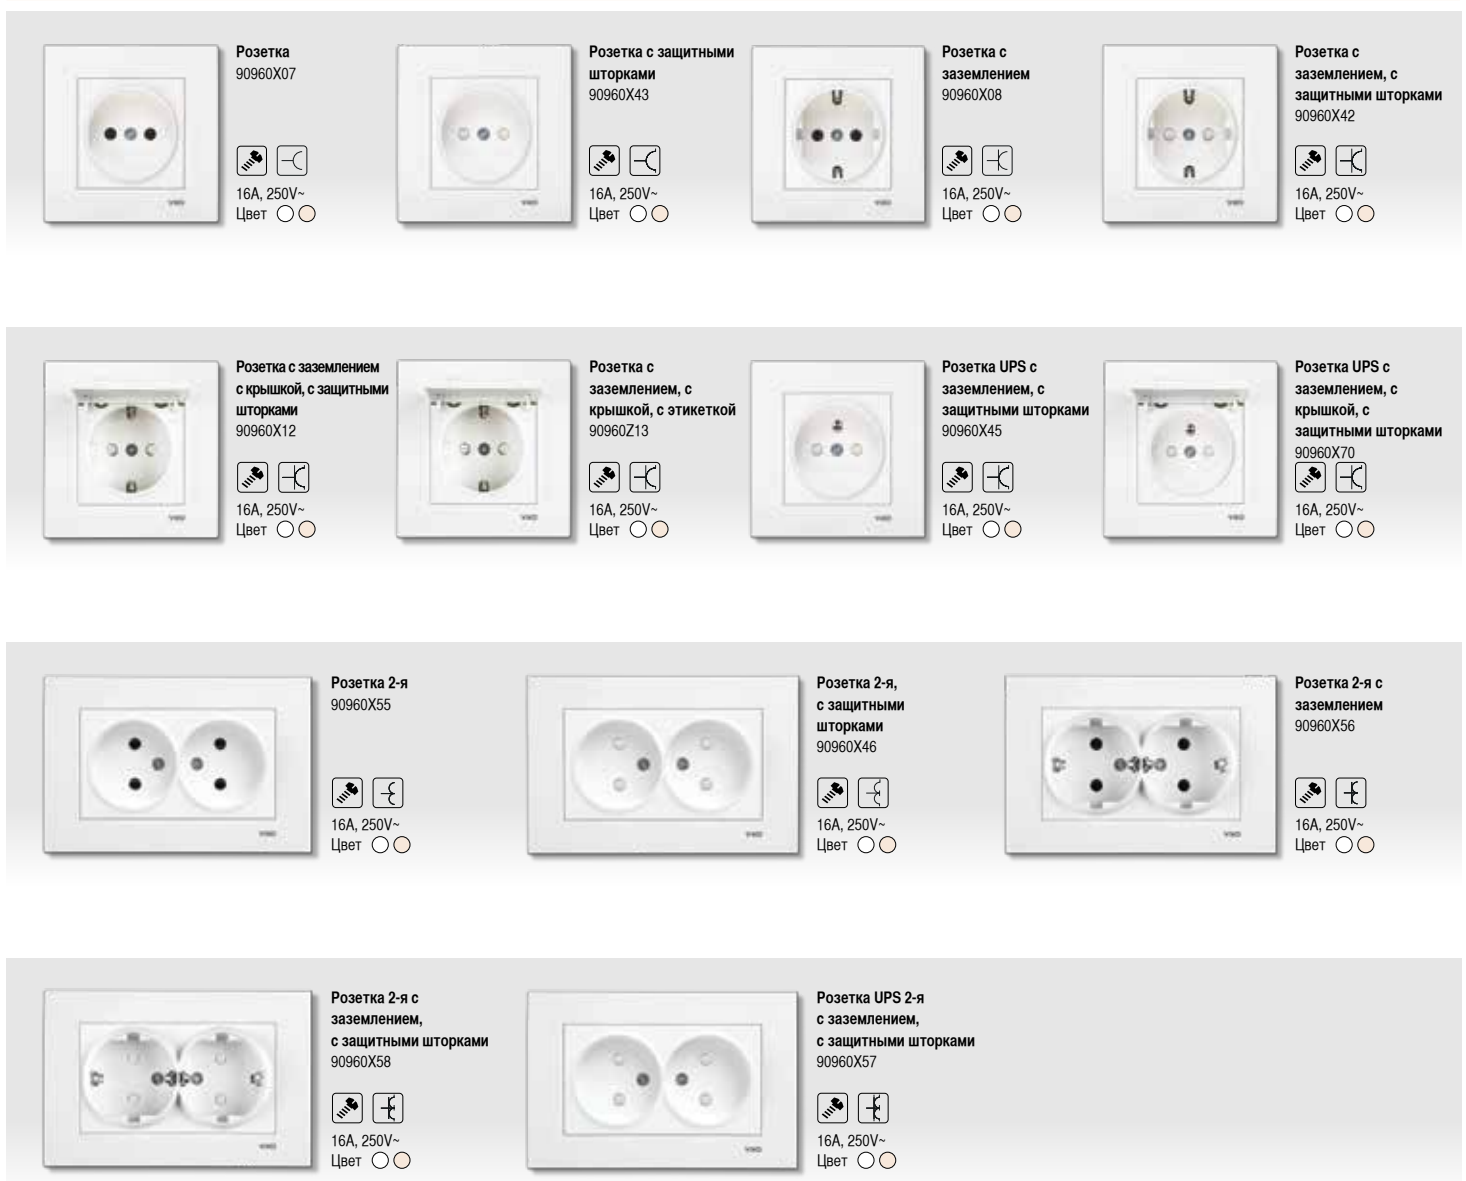 Розетка
90960X07
16A, 250V~
Цвет
Розетка с защитными
шторками
90960X43
16A, 250V~
Цвет
Розетка с
заземлением
90960X08
16A, 250V~
Цвет
Розетка с
заземлением, с
защитными шторками
90960X42
16A, 250V~
Цвет
Розетка с заземлением
с крышкой, с защитными
шторками
90960X12
16A, 250V~
Цвет
Розетка с
заземлением, с
крышкой, с этикеткой
90960Z13
16A, 250V~
Цвет
Розетка UPS с
заземлением, с
защитными шторками
90960X45
16A, 250V~
Цвет
Розетка UPS с
заземлением, с
крышкой, с
защитными шторками
90960X70
16A, 250V~
Цвет
Розетка 2-я
90960X55
16A, 250V~
Цвет
Розетка 2-я,
с защитными
шторками
90960X46
16A, 250V~
Цвет
Розетка 2-я с
заземлением
90960X56
16A, 250V~
Цвет
Розетка 2-я с
заземлением,
с защитными шторками
90960X58
16A, 250V~
Цвет
Розетка UPS 2-я
с заземлением,
с защитными шторками
90960X57
16A, 250V~
Цвет